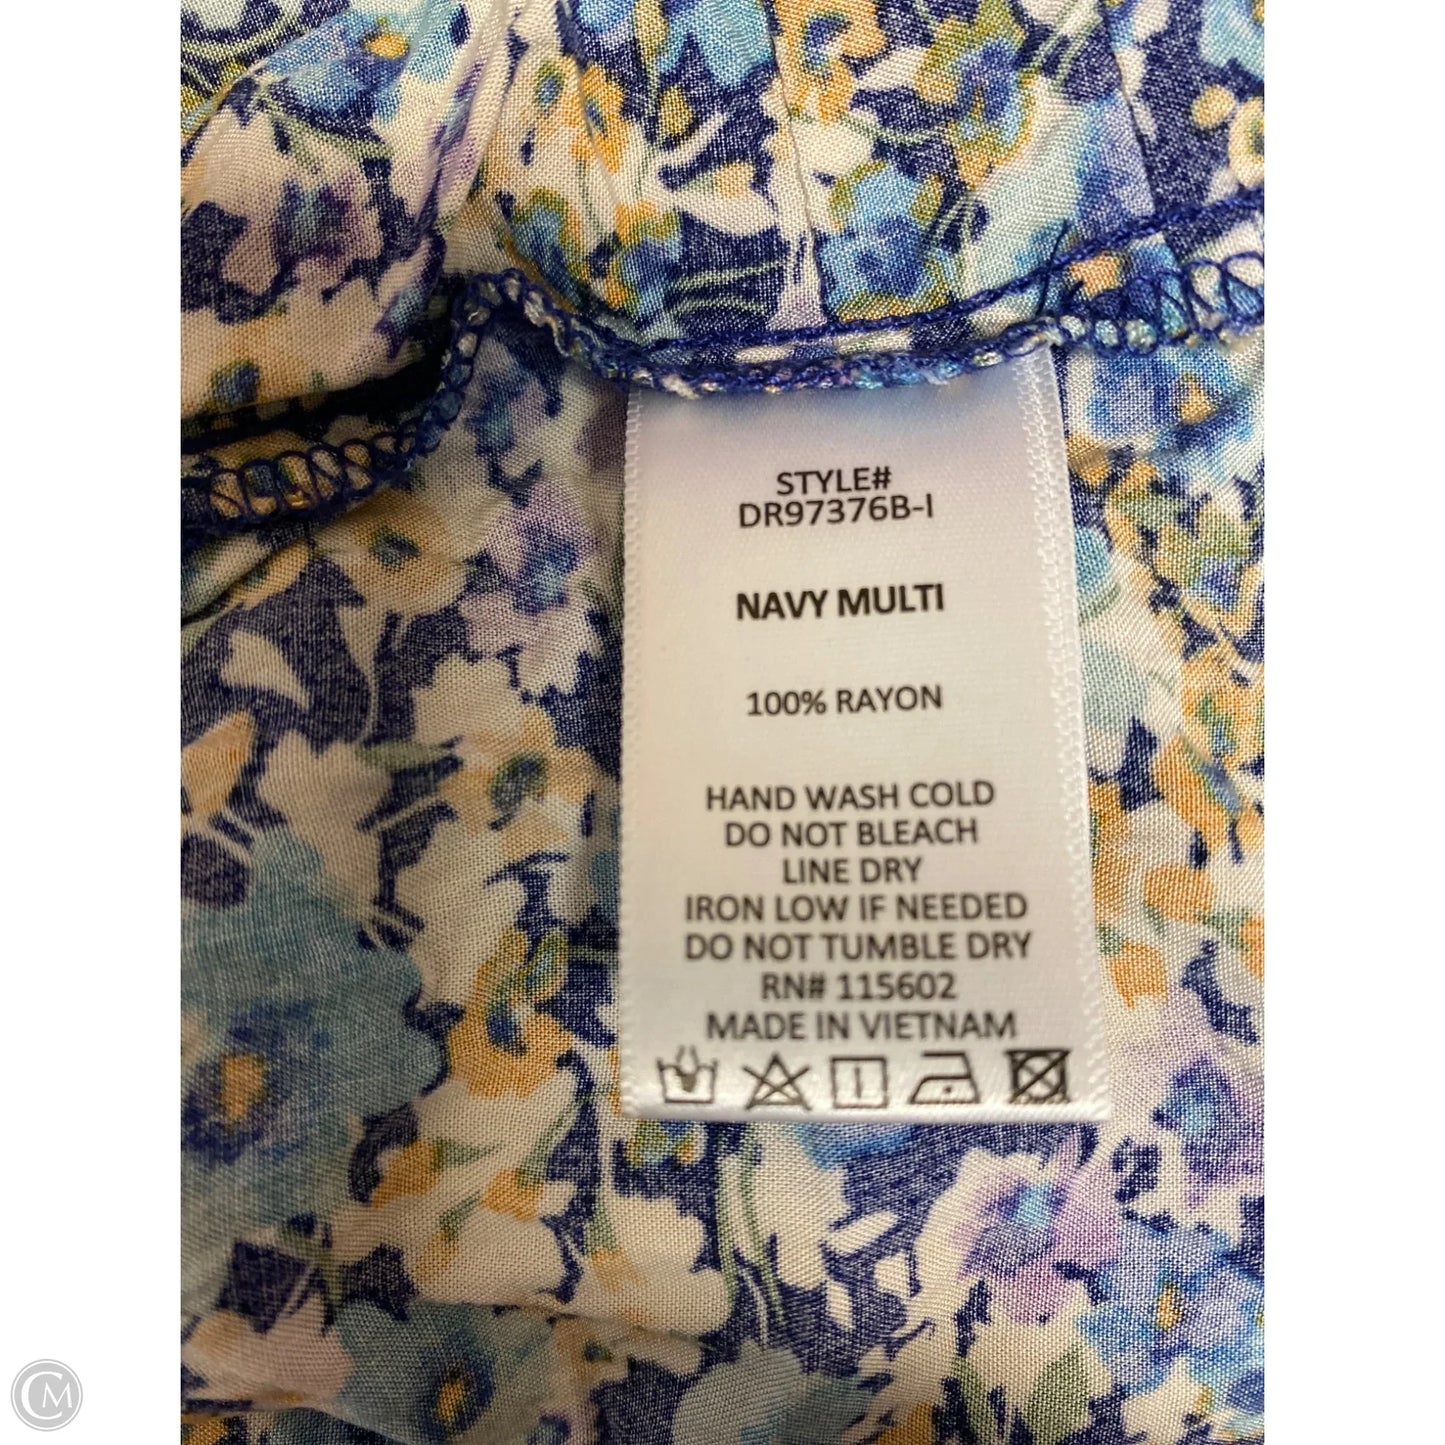 STYLE#
DR97376B-I
NAVY MULTI
100% RAYON
HAND WASH COLD
DO NOT BLEACH
LINE DRY
IRON LOW IF NEEDED
DO NOT TUMBLE DRY
RN# 115602
MADE IN VIETNAM
CM